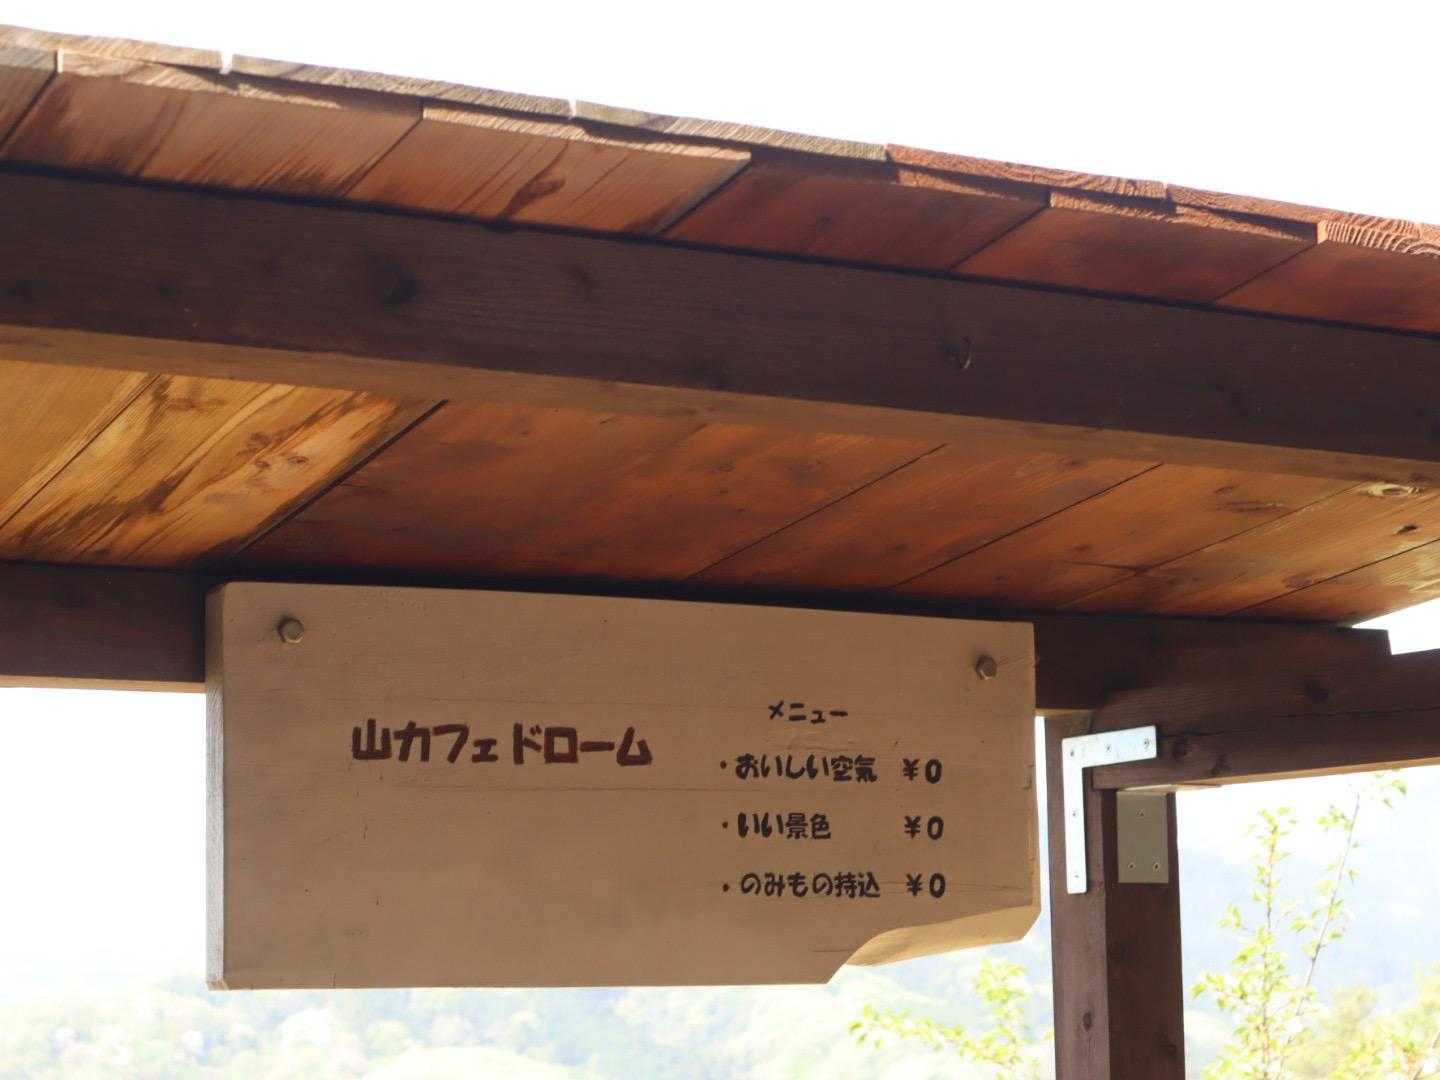 山カフェドローム
メニュー
・おいしい空気 ¥0
・いい景色 ¥0
・のみもの持込 ¥0